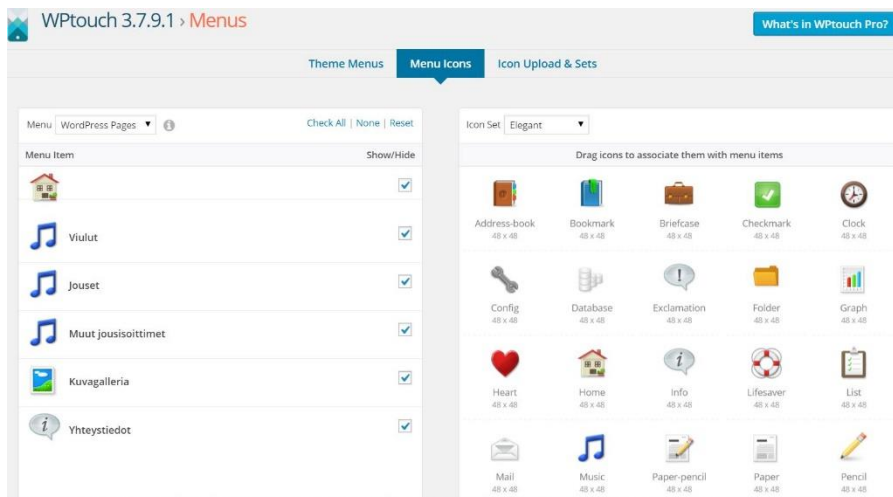 WPtouch 3.7.9.1 › Menus
What's in WPtouch Pro?
Theme Menus Menu Icons Icon Upload & Sets
Menu WordPress Pages Check All | None | Reset
Menu Item Show/Hide
Viulut
Jouset
Muut jousisoittimet
Kuvagalleria
Yhteystiedot
Icon Set Elegant
Drag icons to associate them with menu items
Address-book Bookmark Briefcase Checkmark Clock
48 x 48 48 x 48 48 x 48 48 x 48 48 x 48
Config Database Exclamation Folder Graph
48 x 48 48 x 48 48 x 48 48 x 48 48 x 48
Heart Home Info Lifesaver List
48 x 48 48 x 48 48 x 48 48 x 48 48 x 48
Mail Music Paper-pencil Paper Pencil
48 x 48 48 x 48 48 x 48 48 x 48 48 x 48